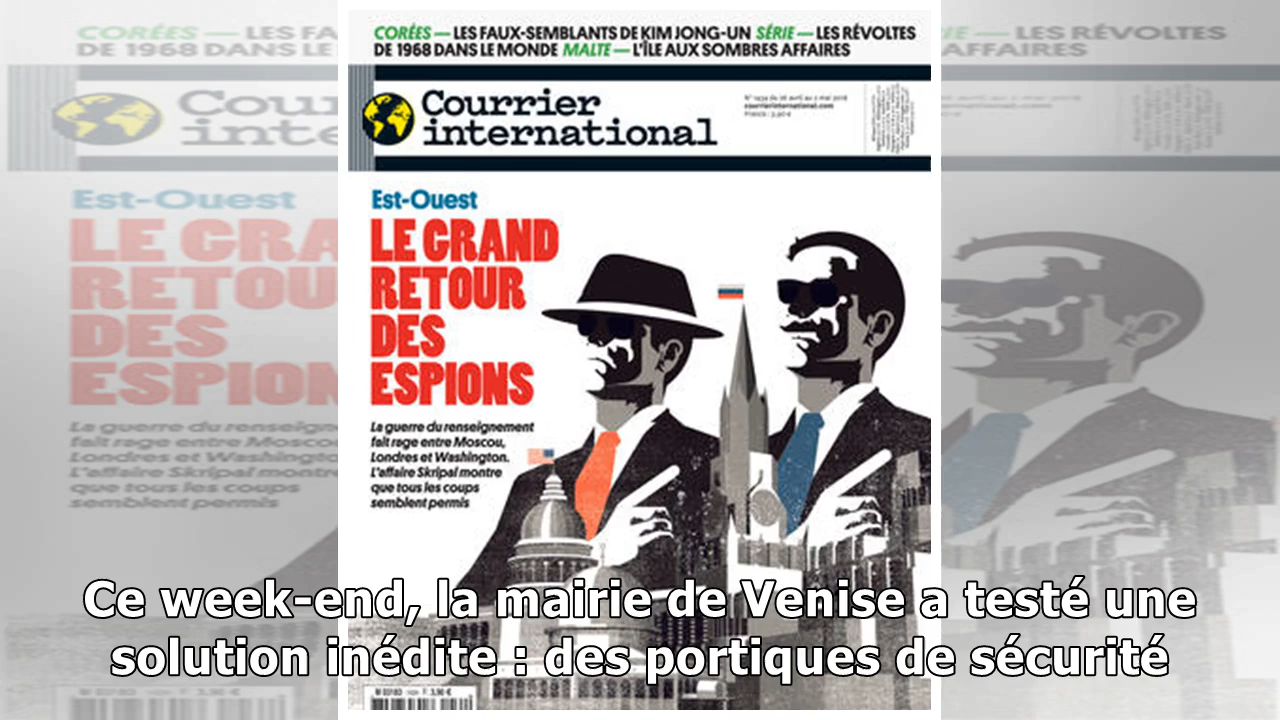 CORÉES — LES FAUX-SEMBLANTS DE KIM JONG-UN SÉRIE — LES RÉVOLTES
DE 1968 DANS LE MONDE MALTE — L'ÎLE AUX SOMBRES AFFAIRES
Courrier
international
courrierinternational.com
Est-Ouest
LE GRAND
RETOUR
DES
ESPIONS
La guerre du renseignement
fait rage entre Moscou,
Londres et Washington.
L'affaire Skripal montre
que tous les coups
semblent permis
Ce week-end, la mairie de Venise a testé une
solution inédite : des portiques de sécurité